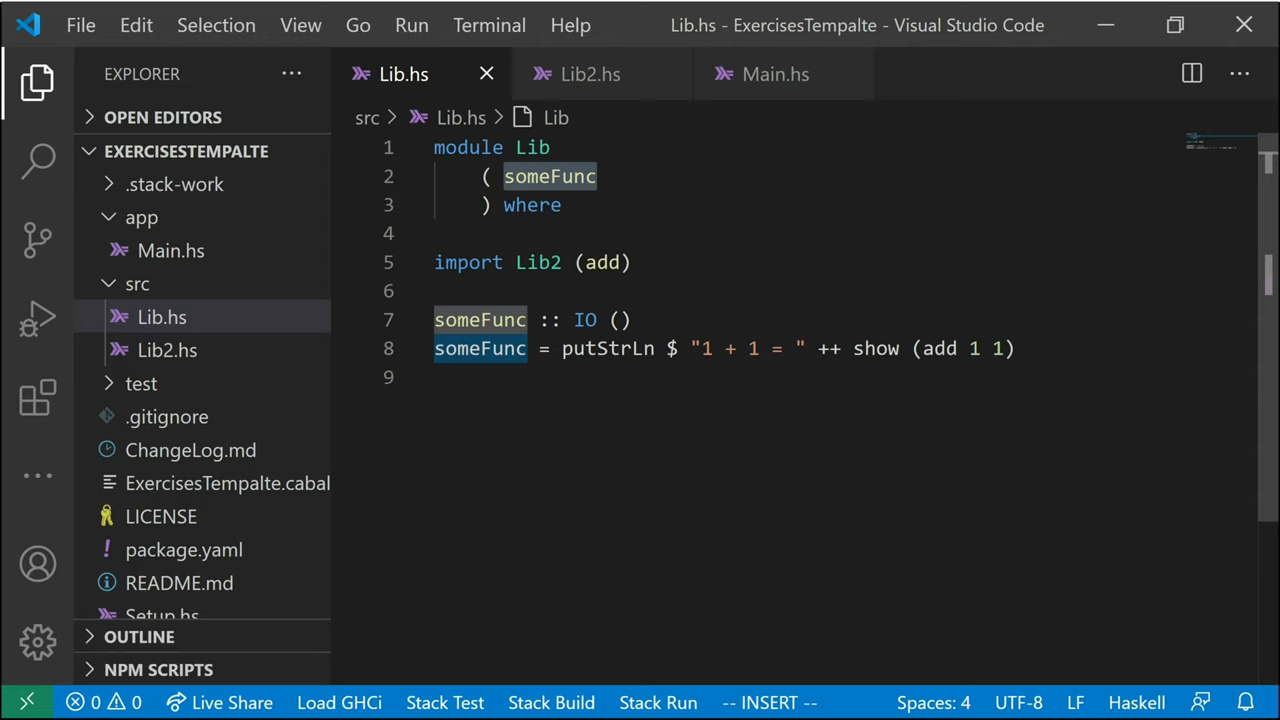 File Edit Selection View Go Run Terminal Help Lib.hs - ExercisesTempalte - Visual Studio Code
EXPLORER
OPEN EDITORS
EXERCISESTEMPALTE
.stack-work
app
Main.hs
src
Lib.hs
Lib2.hs
test
.gitignore
ChangeLog.md
ExercisesTempalte.cabal
LICENSE
package.yaml
README.md
Setup.hs
OUTLINE
NPM SCRIPTS
Lib.hs Lib2.hs Main.hs
src Lib.hs Lib
1 module Lib
2 ( someFunc
3 ) where
4
5 import Lib2 (add)
6
7 someFunc :: IO ()
8 someFunc = putStrLn $ "1 + 1 = " ++ show (add 1 1)
9
0 0 Live Share Load GHCi Stack Test Stack Build Stack Run -- INSERT -- Spaces: 4 UTF-8 LF Haskell